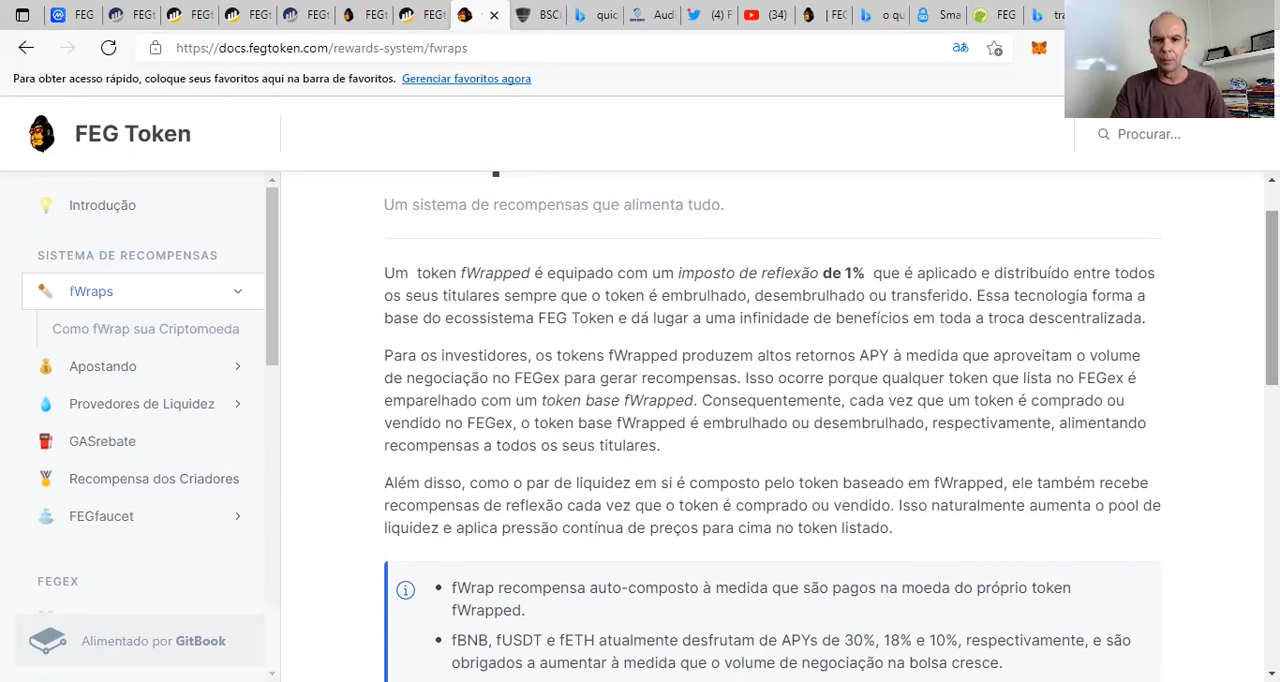 FEG
FEGt
FEGt
FEGt
FEGt
FEGt
FEGt
BSC
quic
Audi
(4) F
(34)
FEG
o qu
Sma
FEG
tra
https://docs.fegtoken.com/rewards-system/fwraps
Para obter acesso rápido, coloque seus favoritos aqui na barra de favoritos. Gerenciar favoritos agora
FEG Token
Procurar...
Introdução
SISTEMA DE RECOMPENSAS
fWraps
Como fWrap sua Criptomoeda
Apostando
Provedores de Liquidez
GASrebate
Recompensa dos Criadores
FEGfaucet
FEGEX
Alimentado por GitBook
Um sistema de recompensas que alimenta tudo.
Um token fWrapped é equipado com um imposto de reflexão de 1% que é aplicado e distribuído entre todos
os seus titulares sempre que o token é embrulhado, desembrulhado ou transferido. Essa tecnologia forma a
base do ecossistema FEG Token e dá lugar a uma infinidade de benefícios em toda a troca descentralizada.
Para os investidores, os tokens fWrapped produzem altos retornos APY à medida que aproveitam o volume
de negociação no FEGex para gerar recompensas. Isso ocorre porque qualquer token que lista no FEGex é
emparelhado com um token base fWrapped. Consequentemente, cada vez que um token é comprado ou
vendido no FEGex, o token base fWrapped é embrulhado ou desembrulhado, respectivamente, alimentando
recompensas a todos os seus titulares.
Além disso, como o par de liquidez em si é composto pelo token baseado em fWrapped, ele também recebe
recompensas de reflexão cada vez que o token é comprado ou vendido. Isso naturalmente aumenta o pool de
liquidez e aplica pressão contínua de preços para cima no token listado.
fWrap recompensa auto-composto à medida que são pagos na moeda do próprio token
fWrapped.
fBNB, fUSDT e fETH atualmente desfrutam de APYs de 30%, 18% e 10%, respectivamente, e são
obrigados a aumentar à medida que o volume de negociação na bolsa cresce.